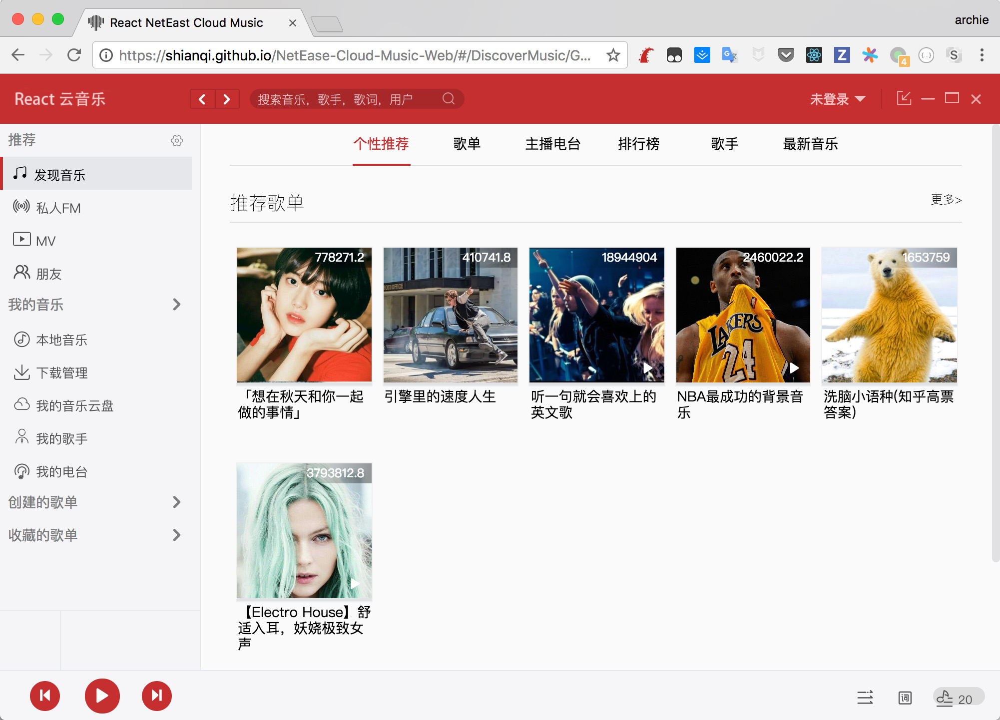 React NetEast Cloud Music
archie
https://shianqi.github.io/NetEase-Cloud-Music-Web/#/DiscoverMusic/G...
4
React 云音乐
搜索音乐，歌手，歌词，用户
未登录
推荐
发现音乐
私人FM
MV
朋友
我的音乐
本地音乐
下载管理
我的音乐云盘
我的歌手
我的电台
创建的歌单
收藏的歌单
个性推荐 歌单 主播电台 排行榜 歌手 最新音乐
推荐歌单
更多>
778271.2
「想在秋天和你一起
做的事情」
410741.8
POST OFFICE
引擎里的速度人生
18944904
听一句就会喜欢上的
英文歌
2460022.2
LAKERS
24
NBA最成功的背景音
乐
1653759
洗脑小语种(知乎高票
答案)
3793812.8
【Electro House】舒
适入耳，妖娆极致女
声
词
20